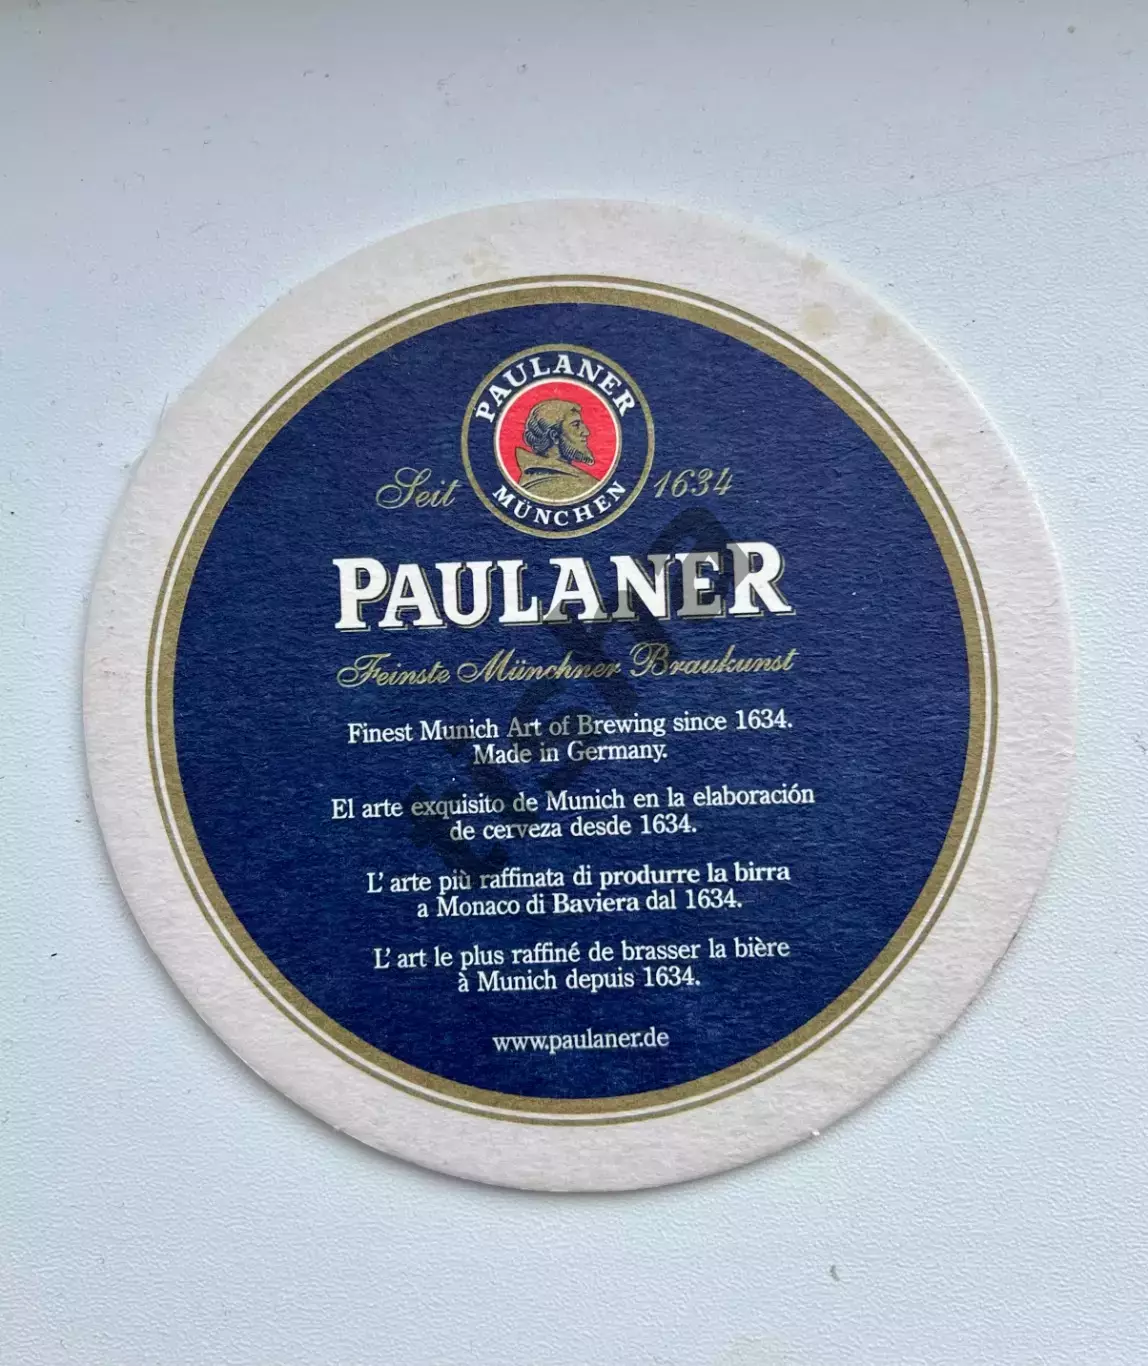 PAULANER
MÜNCHEN
Seit 1634
PAULANER
Feinste Münchner Braukunst
Finest Munich Art of Brewing since 1634.
Made in Germany.
El arte exquisito de Munich en la elaboración
de cerveza desde 1634.
L' arte più raffinata di produrre la birra
a Monaco di Baviera dal 1634.
L' art le plus raffiné de brasser la bière
à Munich depuis 1634.
www.paulaner.de